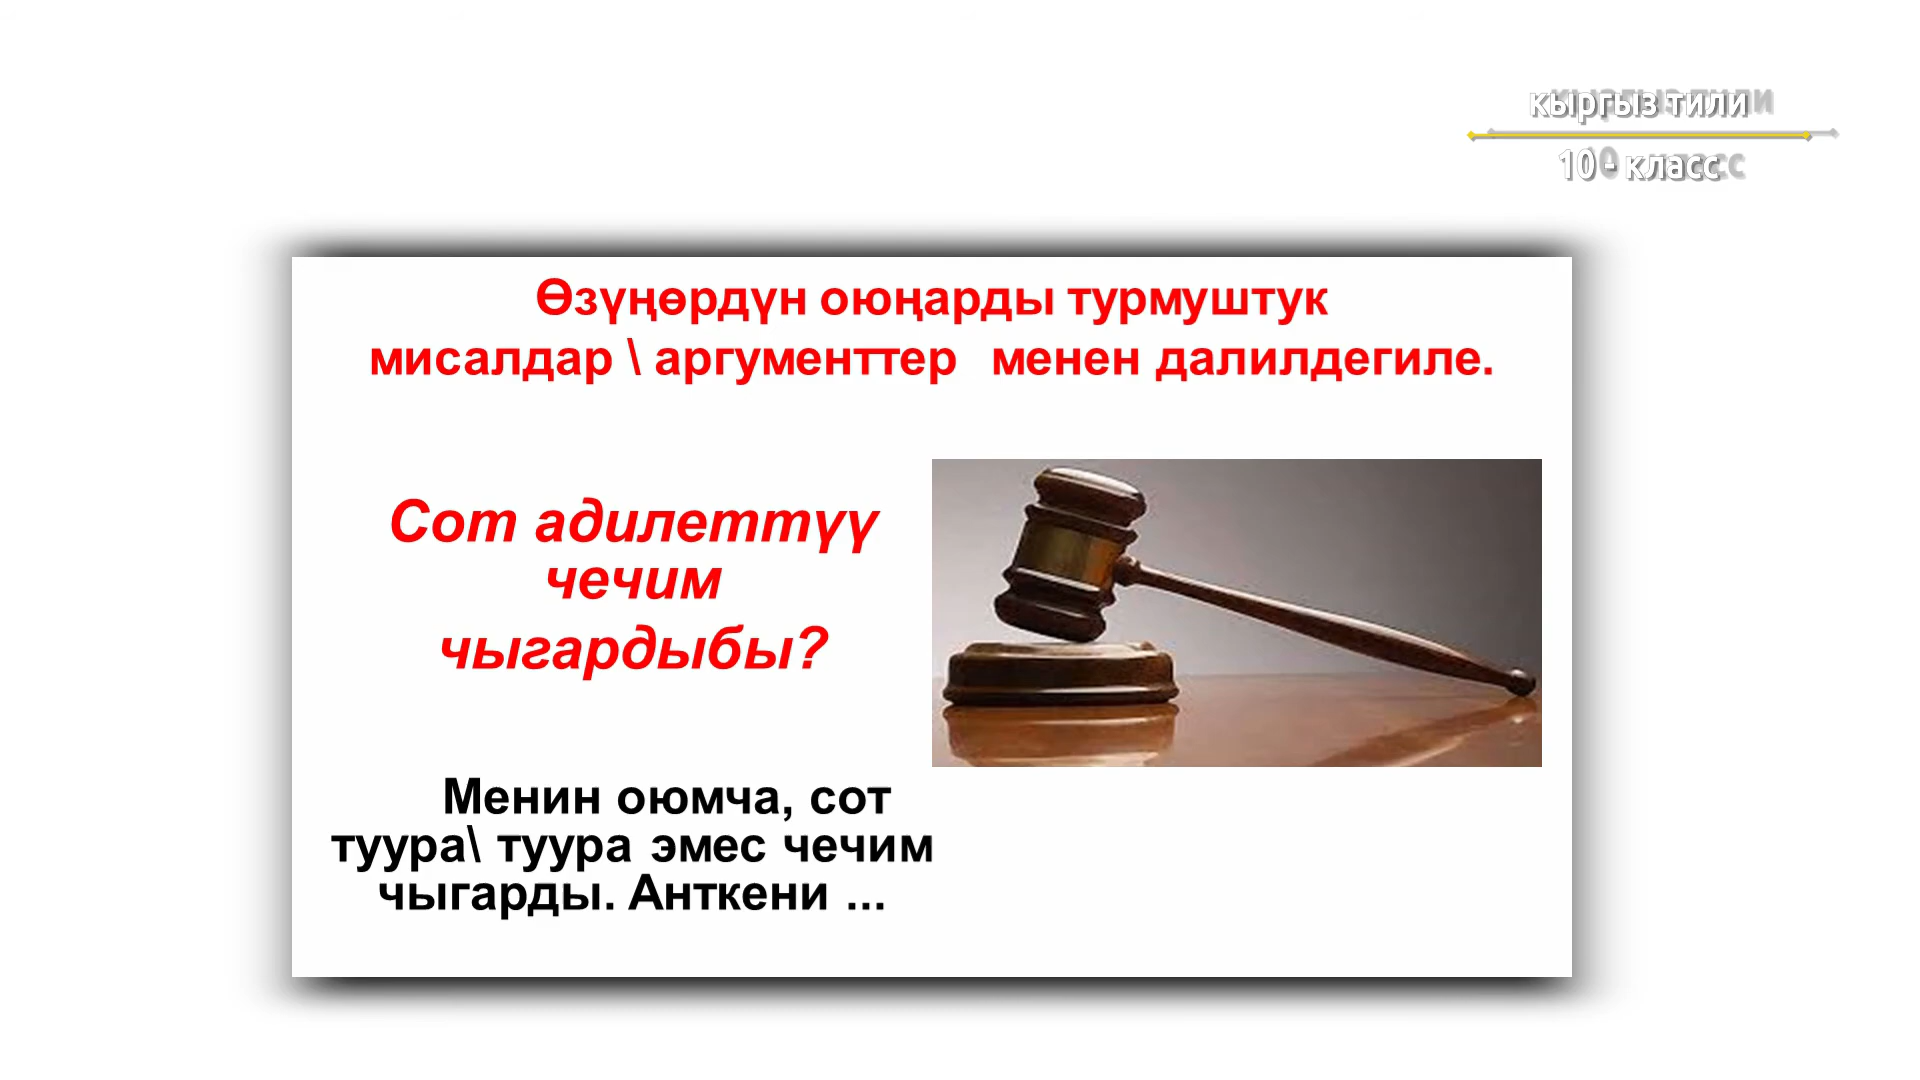 кыргыз тили
10 - класс
Өзүңөрдүн оюңарды турмуштук
мисалдар \ аргументтер менен далилдегиле.
Сот адилеттүү
чечим
чыгардыбы?
Менин оюмча, сот
туура\ туура эмес чечим
чыгарды. Анткени ...